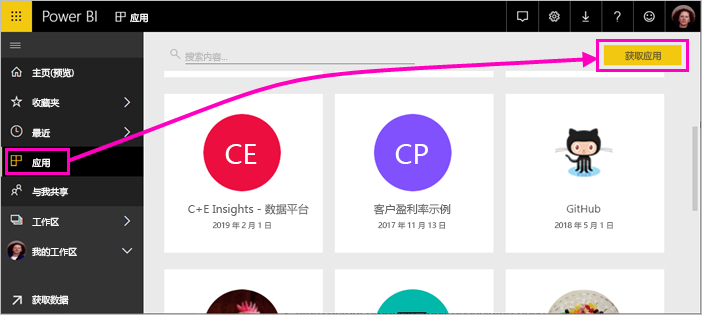 Power BI
应用
搜索内容...
获取应用
主页(预览)
收藏夹
最近
应用
与我共享
工作区
我的工作区
获取数据
CE
C+E Insights - 数据平台
2019 年 2 月 1 日
CP
客户盈利率示例
2017 年 11 月 13 日
GitHub
2018 年 5 月 1 日